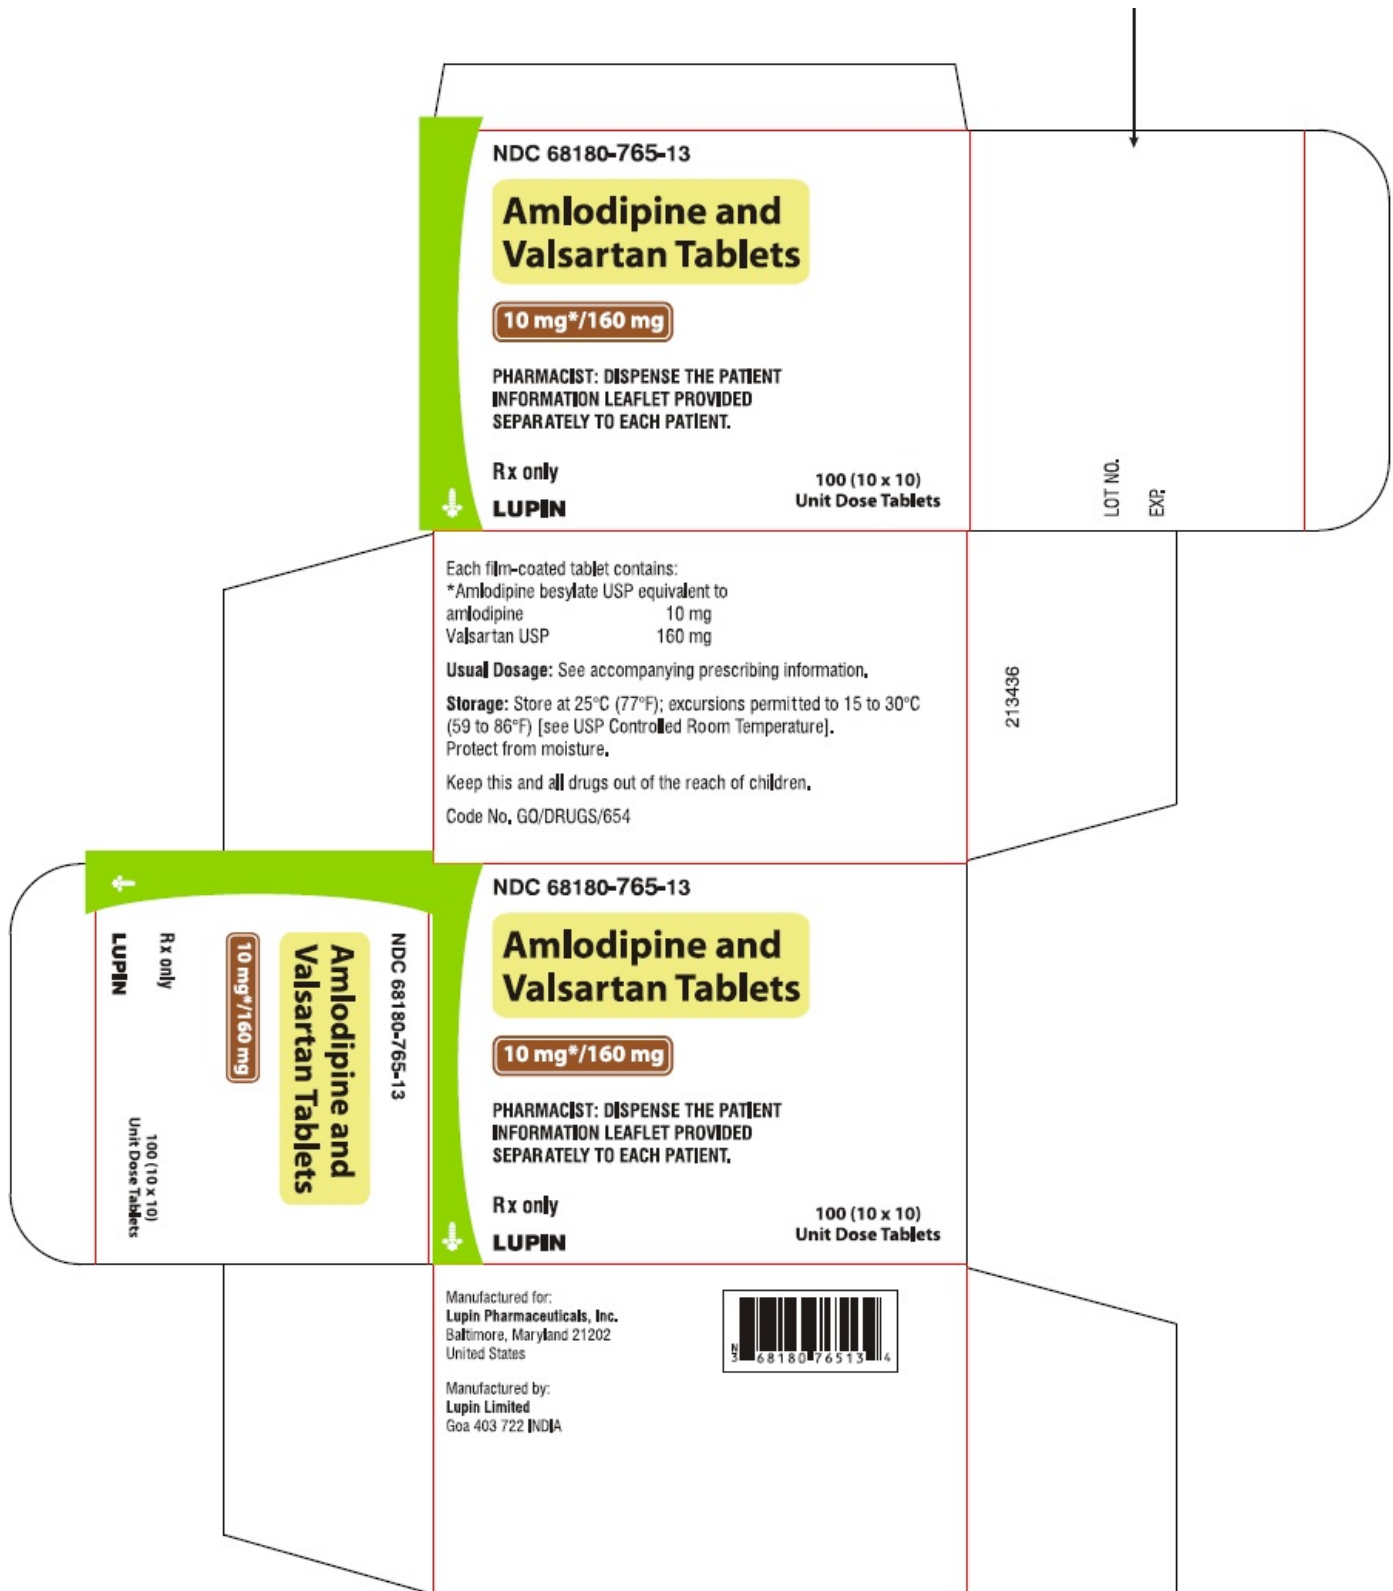 NDC 68180-765-13
Amlodipine and
Valsartan Tablets
10 mg*/160 mg
PHARMACIST: DISPENSE THE PATIENT
INFORMATION LEAFLET PROVIDED
SEPARATELY TO EACH PATIENT.
Rx only
LUPIN
100 (10 x 10)
Unit Dose Tablets
LOT NO.
EXP.
Each film-coated tablet contains:
*Amlodipine besylate USP equivalent to
amlodipine 10 mg
Valsartan USP 160 mg
Usual Dosage: See accompanying prescribing information.
Storage: Store at 25°C (77°F); excursions permitted to 15 to 30°C
(59 to 86°F) [see USP Controlled Room Temperature].
Protect from moisture.
Keep this and all drugs out of the reach of children.
Code No. GO/DRUGS/654
213436
NDC 68180-765-13
Amlodipine and
Valsartan Tablets
10 mg*/160 mg
Rx only
LUPIN
100 (10 x 10)
Unit Dose Tablets
NDC 68180-765-13
Amlodipine and
Valsartan Tablets
10 mg*/160 mg
PHARMACIST: DISPENSE THE PATIENT
INFORMATION LEAFLET PROVIDED
SEPARATELY TO EACH PATIENT.
Rx only
LUPIN
100 (10 x 10)
Unit Dose Tablets
Manufactured for:
Lupin Pharmaceuticals, Inc.
Baltimore, Maryland 21202
United States
Manufactured by:
Lupin Limited
Goa 403 722 INDIA
N
3 68180 76513 4